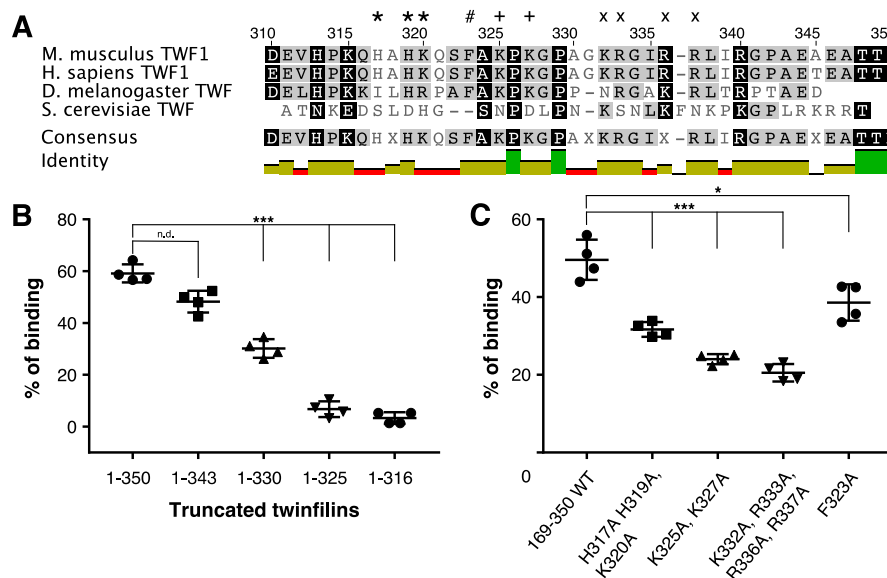 A
* ** # + + x x x x
310 315 320 325 330 335 340 345 35
M. musculus TWF1 DEVHPKQHAHKQSFAKPKGPAGKRGIR-RLIRGPAEAEATT
H. sapiens TWF1 EEVHPKQHAHKQSFAKPKGPAGKRGIR-RLIRGPAETEATT
D. melanogaster TWF DELHPKQILHRPAFAKPKGP-NRGAK-RLTRTPTAED
S. cerevisiae TWF ATNKEDSLDHG--SNPDLPN-KSNLKFNKPKGPLRKRRT
Consensus DEVHPKQHXHKQSFAKPKGPAXKRGIX-RLIRGPAEXEATT
Identity
B
% of binding
80
60
40
20
0
n.d.
***
1-350 1-343 1-330 1-325 1-316
Truncated twinfilins
C
% of binding
60
40
20
0
*
***
169-350 WT
H317A H319A,
K320A
K325A, K327A
K332A, R333A,
R336A, R337A
F323A